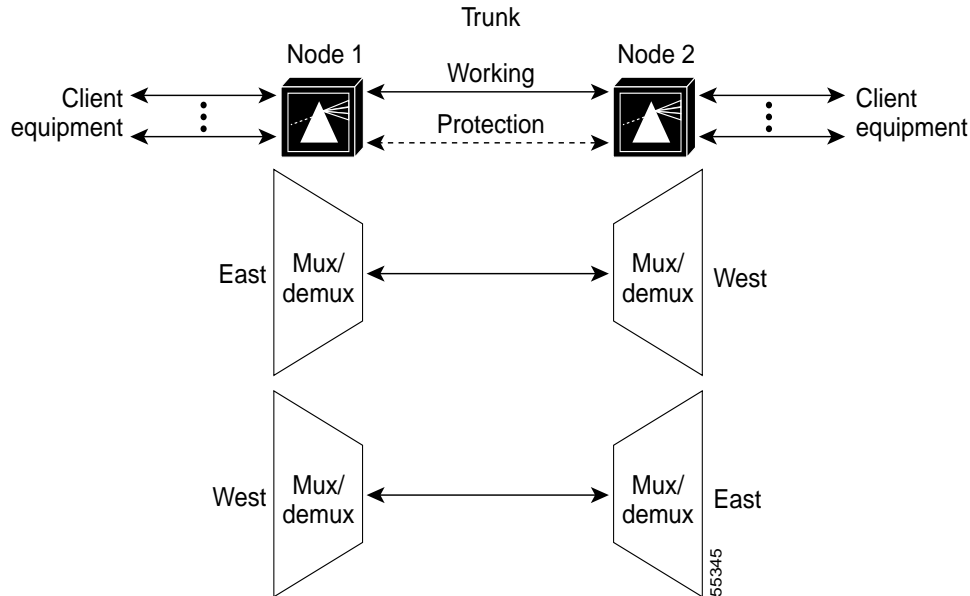 Trunk
Node 1
Working
Node 2
Client
equipment
Protection
Client
equipment
East
Mux/
demux
Mux/
demux
West
West
Mux/
demux
Mux/
demux
East
55345